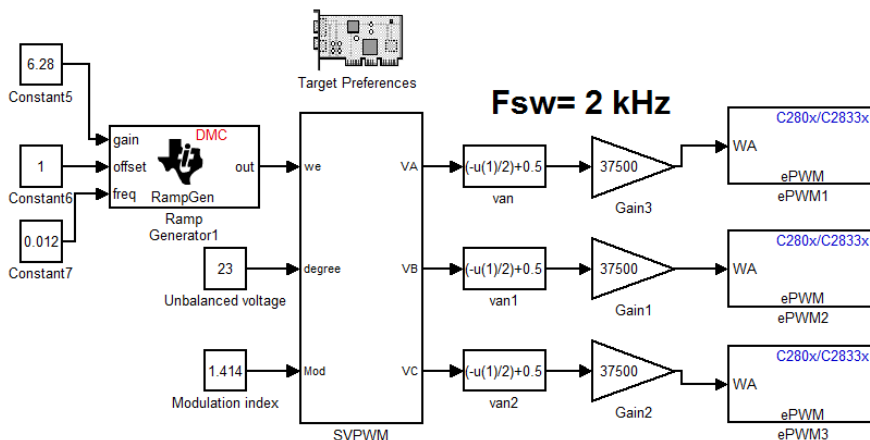 6.28
Constant5
1
Constant6
0.012
Constant7
DMC
gain
offset
freq
out
RampGen
Ramp
Generator1
Target Preferences
23
Unbalanced voltage
1.414
Modulation index
we
degree
Mod
VA
VB
VC
SVPWM
Fsw= 2 kHz
(-u(1)/2)+0.5
van
37500
Gain3
C280x/C2833x
WA
ePWM
ePWM1
(-u(1)/2)+0.5
van1
37500
Gain1
C280x/C2833x
WA
ePWM
ePWM2
(-u(1)/2)+0.5
van2
37500
Gain2
C280x/C2833x
WA
ePWM
ePWM3